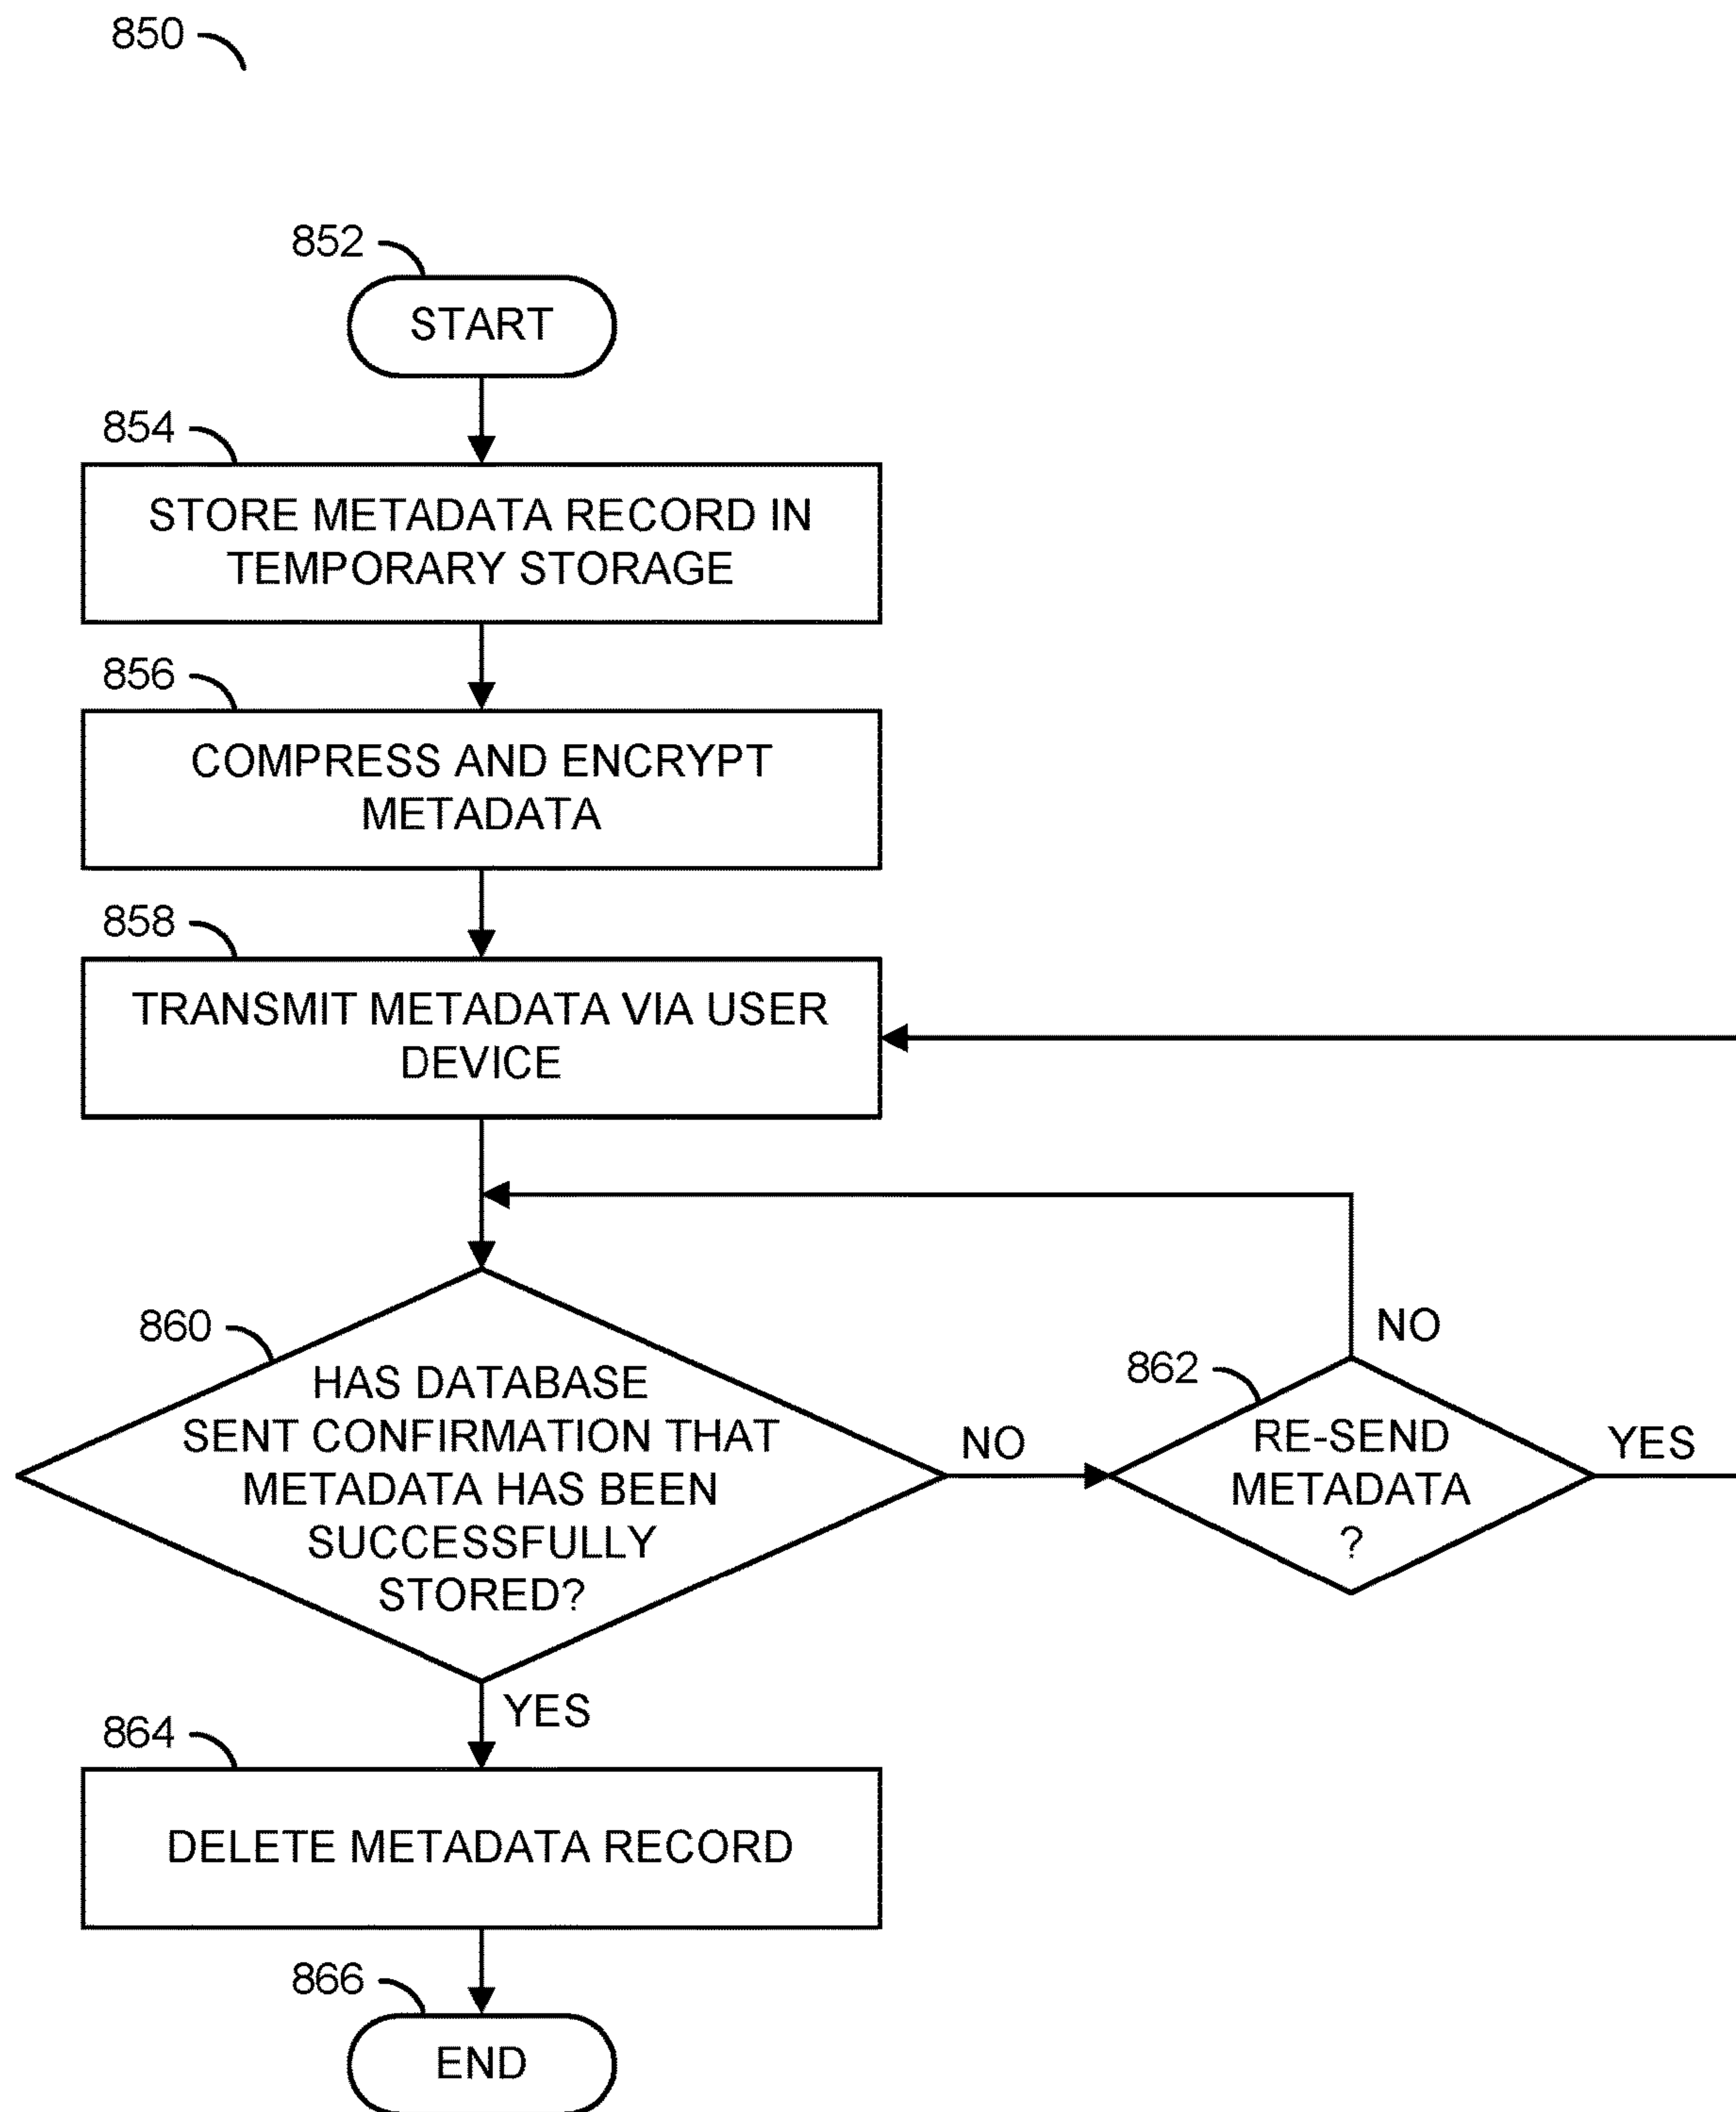 850
852
START
854
STORE METADATA RECORD IN
TEMPORARY STORAGE
856
COMPRESS AND ENCRYPT
METADATA
858
TRANSMIT METADATA VIA USER
DEVICE
860
HAS DATABASE
SENT CONFIRMATION THAT
METADATA HAS BEEN
SUCCESSFULLY
STORED?
NO
862
RE-SEND
METADATA
?
NO
YES
YES
864
DELETE METADATA RECORD
866
END